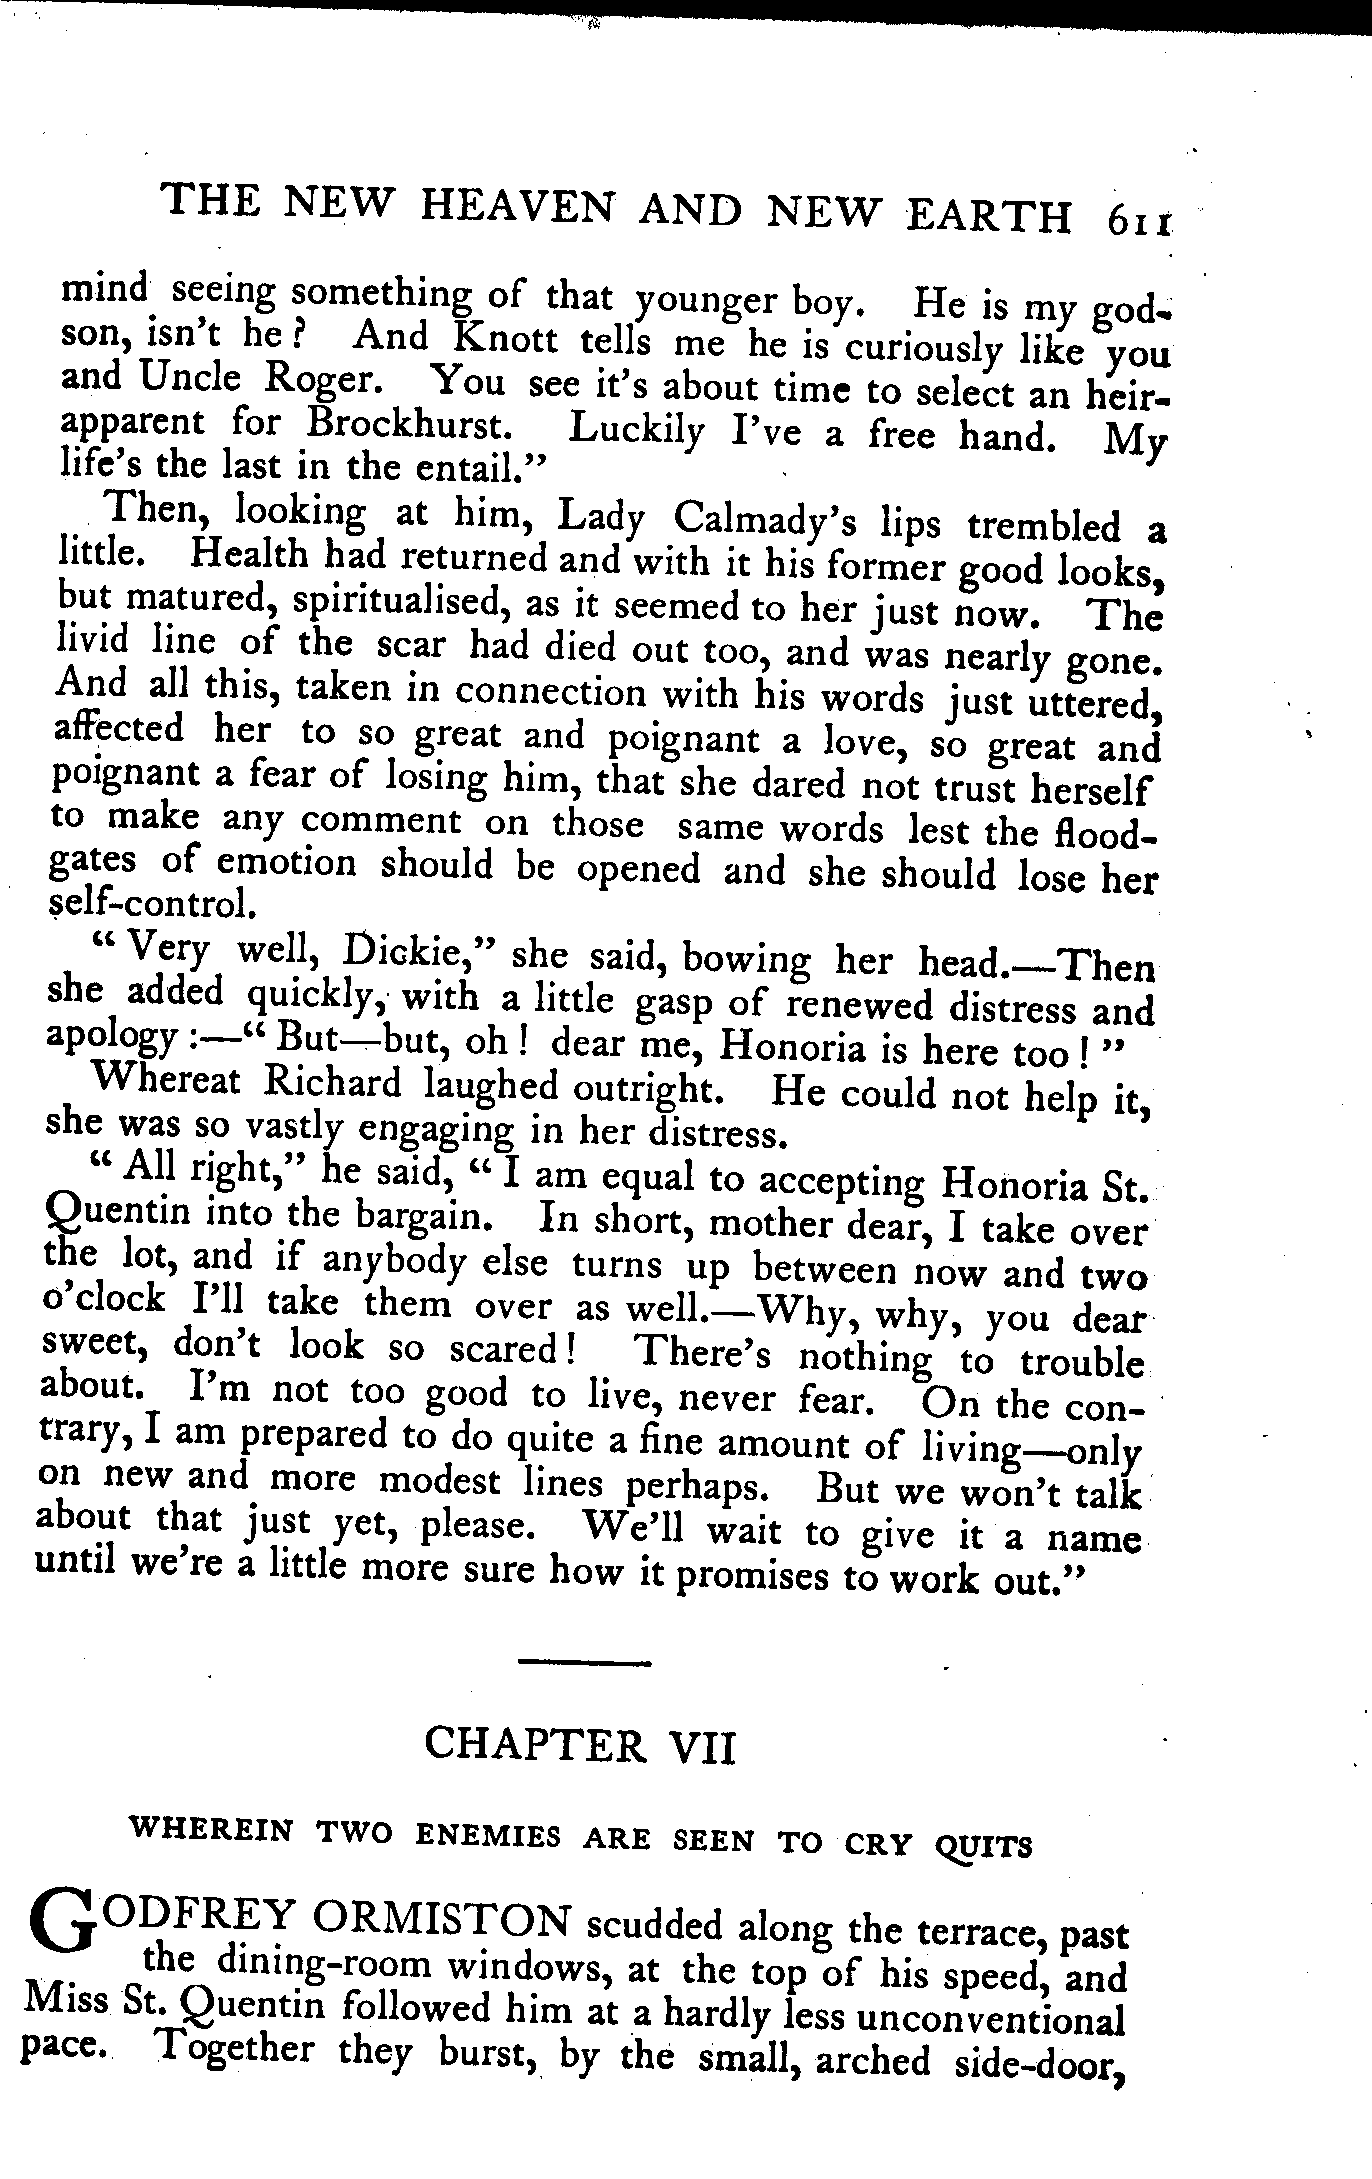 THE NEW HEAVEN AND NEW EARTH 611
mind seeing something of that younger boy. He is my god-
son, isn't he? And Knott tells me he is curiously like you
and Uncle Roger. You see it's about time to select an heir-
apparent for Brockhurst. Luckily I've a free hand. My
life's the last in the entail."
Then, looking at him, Lady Calmady's lips trembled a
little. Health had returned and with it his former good looks,
but matured, spiritualised, as it seemed to her just now. The
livid line of the scar had died out too, and was nearly gone.
And all this, taken in connection with his words just uttered,
affected her to so great and poignant a love, so great and
poignant a fear of losing him, that she dared not trust herself
to make any comment on those same words lest the flood-
gates of emotion should be opened and she should lose her
self-control.
"Very well, Dickie," she said, bowing her head.—Then
she added quickly, with a little gasp of renewed distress and
apology:—"But—but, oh! dear me, Honoria is here too!"
Whereat Richard laughed outright. He could not help it,
she was so vastly engaging in her distress.
"All right," he said, "I am equal to accepting Honoria St.
Quentin into the bargain. In short, mother dear, I take over
the lot, and if anybody else turns up between now and two
o'clock I'll take them over as well.—Why, why, you dear
sweet, don't look so scared! There's nothing to trouble
about. I'm not too good to live, never fear. On the con-
trary, I am prepared to do quite a fine amount of living—only
on new and more modest lines perhaps. But we won't talk
about that just yet, please. We'll wait to give it a name
until we're a little more sure how it promises to work out."
CHAPTER VII
WHEREIN TWO ENEMIES ARE SEEN TO CRY QUITS
GODFREY ORMISTON scudded along the terrace, past
the dining-room windows, at the top of his speed, and
Miss St. Quentin followed him at a hardly less unconventional
pace. Together they burst, by the small, arched side-door,